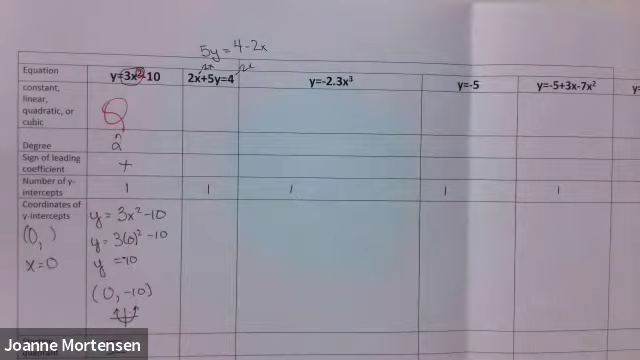 5y = 4-2x
Equation y=3x²-10 2x+5y=4 y=-2.3x³ y=-5 y=-5+3x-7x²
constant,
linear,
quadratic, or
cubic
Q
Degree 2
Sign of leading
coefficient +
Number of y-
intercepts 1 1 1 1 1
Coordinates of
y-intercepts
(0, )
x=0
y = 3x²-10
y = 3(0)²-10
y = -10
(0,-10)
quadrant
Joanne Mortensen